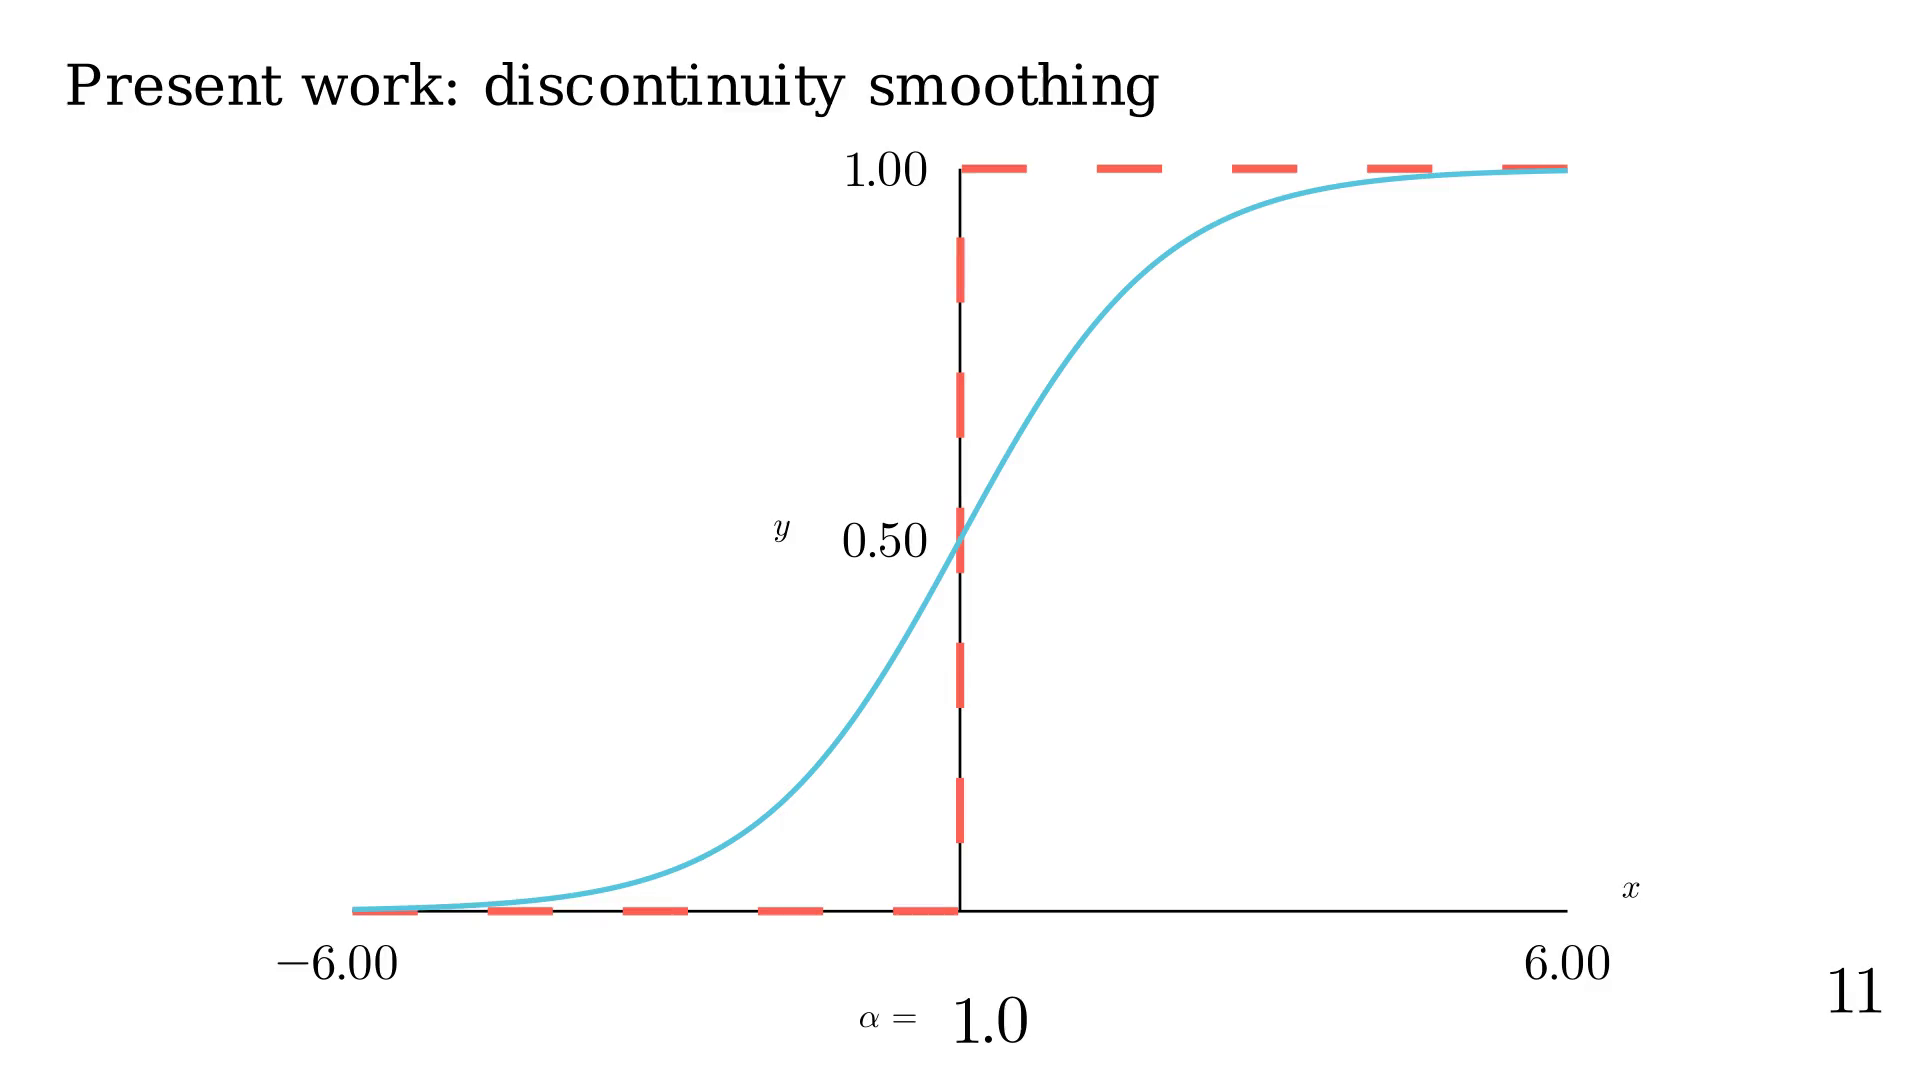 Present work: discontinuity smoothing
1.00
y 0.50
x
−6.00 6.00
α = 1.0
11